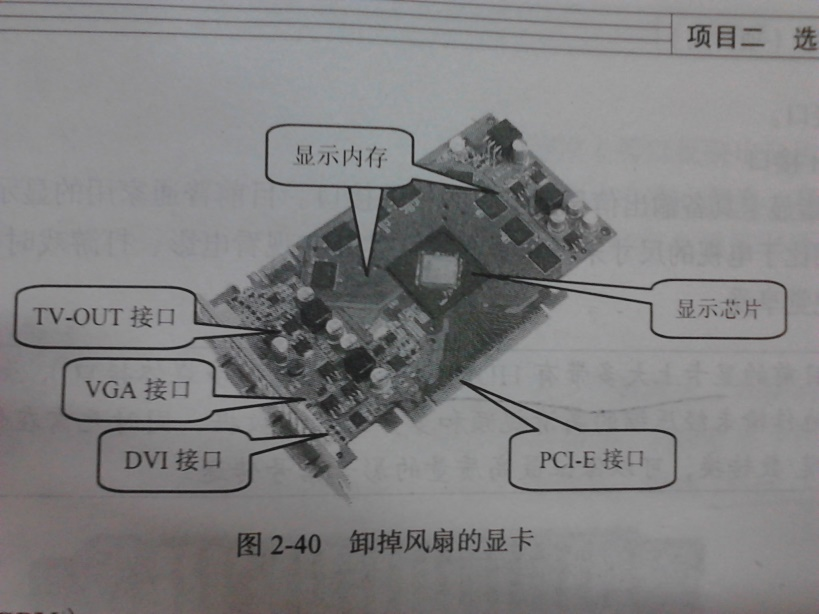 项目二 选
显示内存
TV-OUT 接口
显示芯片
VGA 接口
DVI 接口
PCI-E 接口
图 2-40 卸掉风扇的显卡